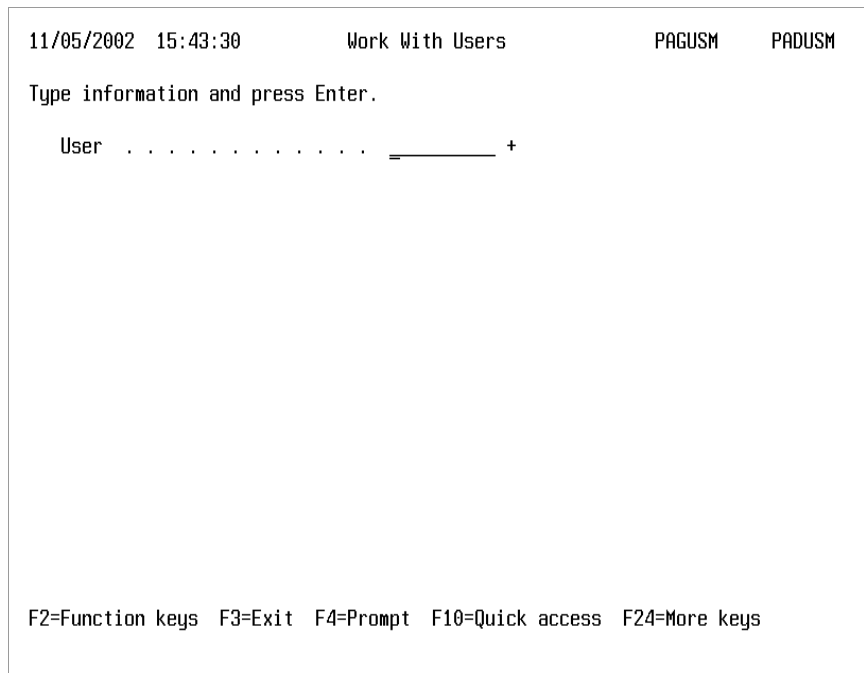 11/05/2002 15:43:30 Work With Users PAGUSM PADUSM
Type information and press Enter.
User . . . . . . . . . . . . __________ +
F2=Function keys F3=Exit F4=Prompt F10=Quick access F24=More keys